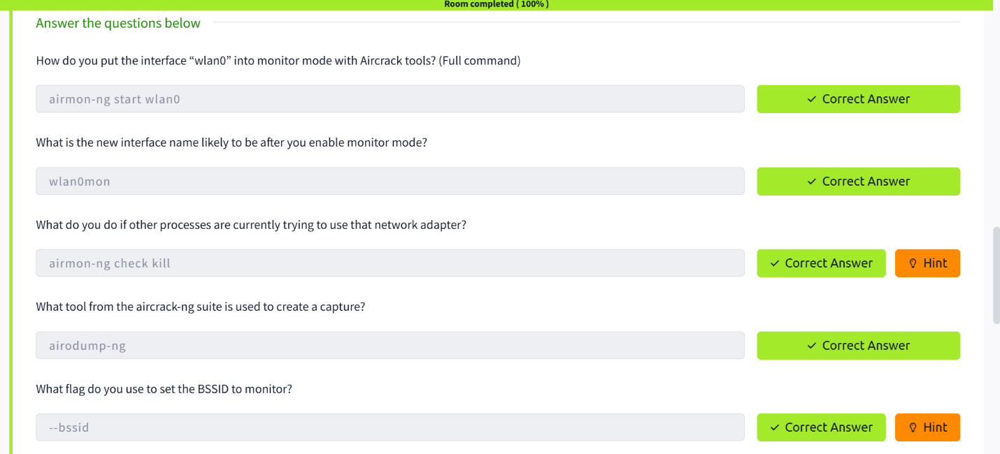 Room completed ( 100% )
Answer the questions below
How do you put the interface “wlan0” into monitor mode with Aircrack tools? (Full command)
airmon-ng start wlan0
Correct Answer
What is the new interface name likely to be after you enable monitor mode?
wlan0mon
Correct Answer
What do you do if other processes are currently trying to use that network adapter?
airmon-ng check kill
Correct Answer
Hint
What tool from the aircrack-ng suite is used to create a capture?
airodump-ng
Correct Answer
What flag do you use to set the BSSID to monitor?
--bssid
Correct Answer
Hint